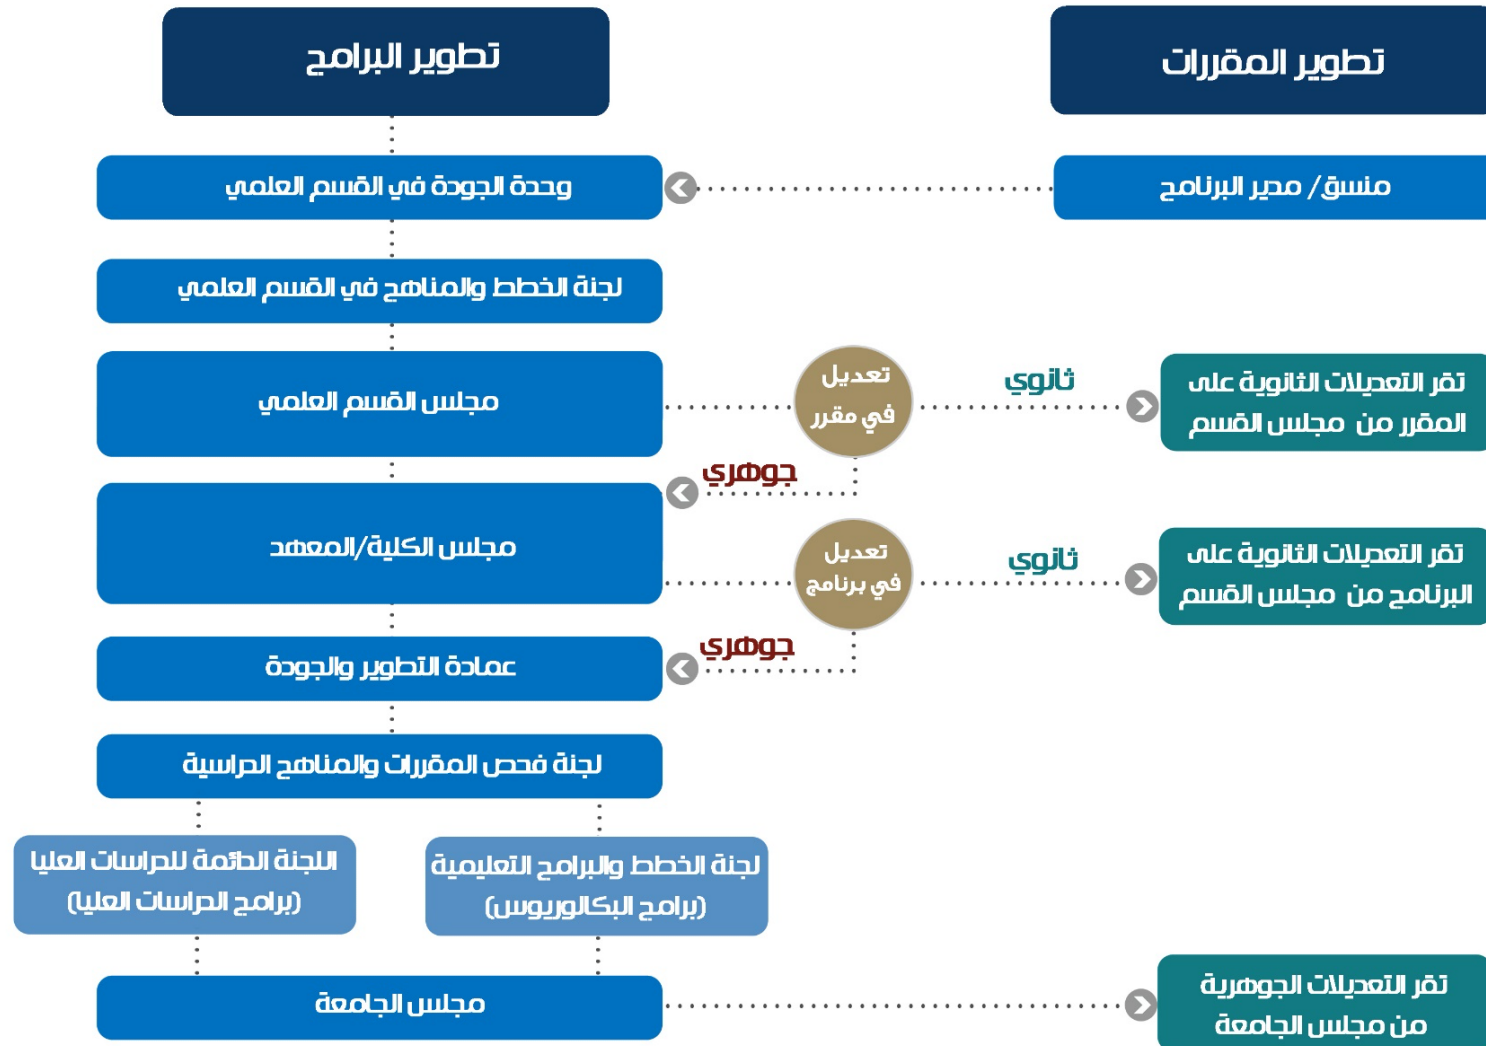 تطوير المقررات
تطوير البرامج
منسق/ مدير البرنامج
وحدة الجودة في القسم العلمي
لجنة الخطط والمناهج في القسم العلمي
مجلس القسم العلمي
تعديل
في مقرر
ثانوي
تقر التعديلات الثانوية على
المقرر من مجلس القسم
جوهري
مجلس الكلية/المعهد
تعديل
في برنامج
ثانوي
تقر التعديلات الثانوية على
البرنامج من مجلس القسم
جوهري
عمادة التطوير والجودة
لجنة فحص المقررات والمناهج الدراسية
لجنة الخطط والبرامج التعليمية
(برامج البكالوريوس)
اللجنة الدائمة للدراسات العليا
(برامج الدراسات العليا)
مجلس الجامعة
تقر التعديلات الجوهرية
من مجلس الجامعة